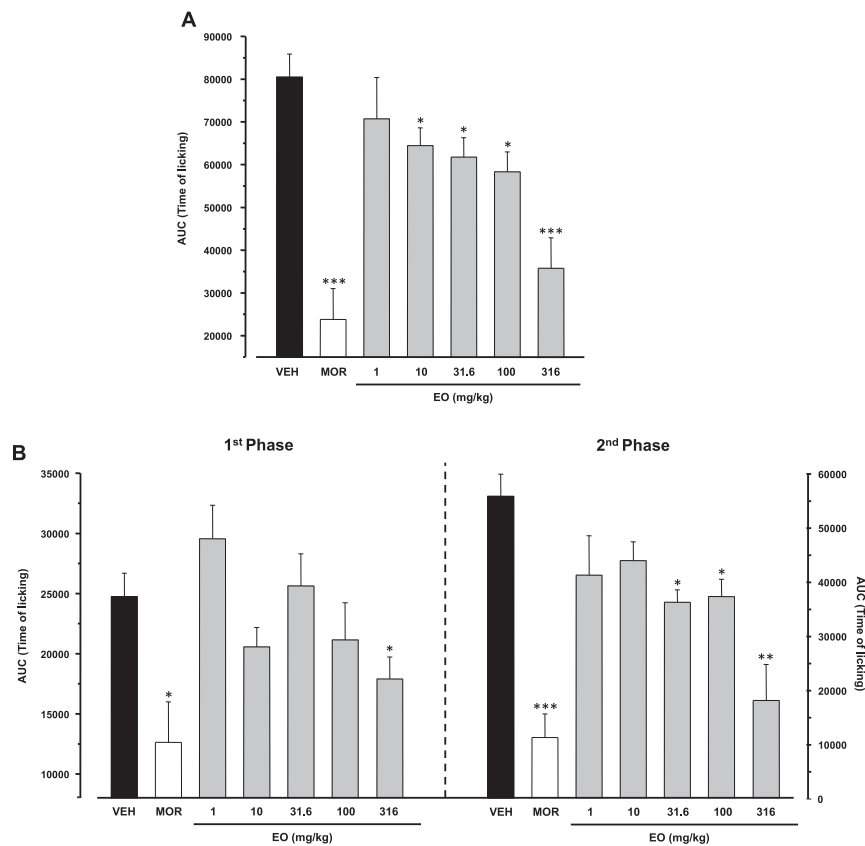 A
90000
80000
70000
60000
50000
40000
30000
20000
AUC (Time of licking)
***
*
*
*
***
VEH MOR 1 10 31.6 100 316
EO (mg/kg)
B
1st Phase
2nd Phase
35000
30000
25000
20000
15000
10000
AUC (Time of licking)
*
*
VEH MOR 1 10 31.6 100 316
EO (mg/kg)
***
*
*
**
VEH MOR 1 10 31.6 100 316
EO (mg/kg)
60000
50000
40000
30000
20000
10000
0
AUC (Time of licking)